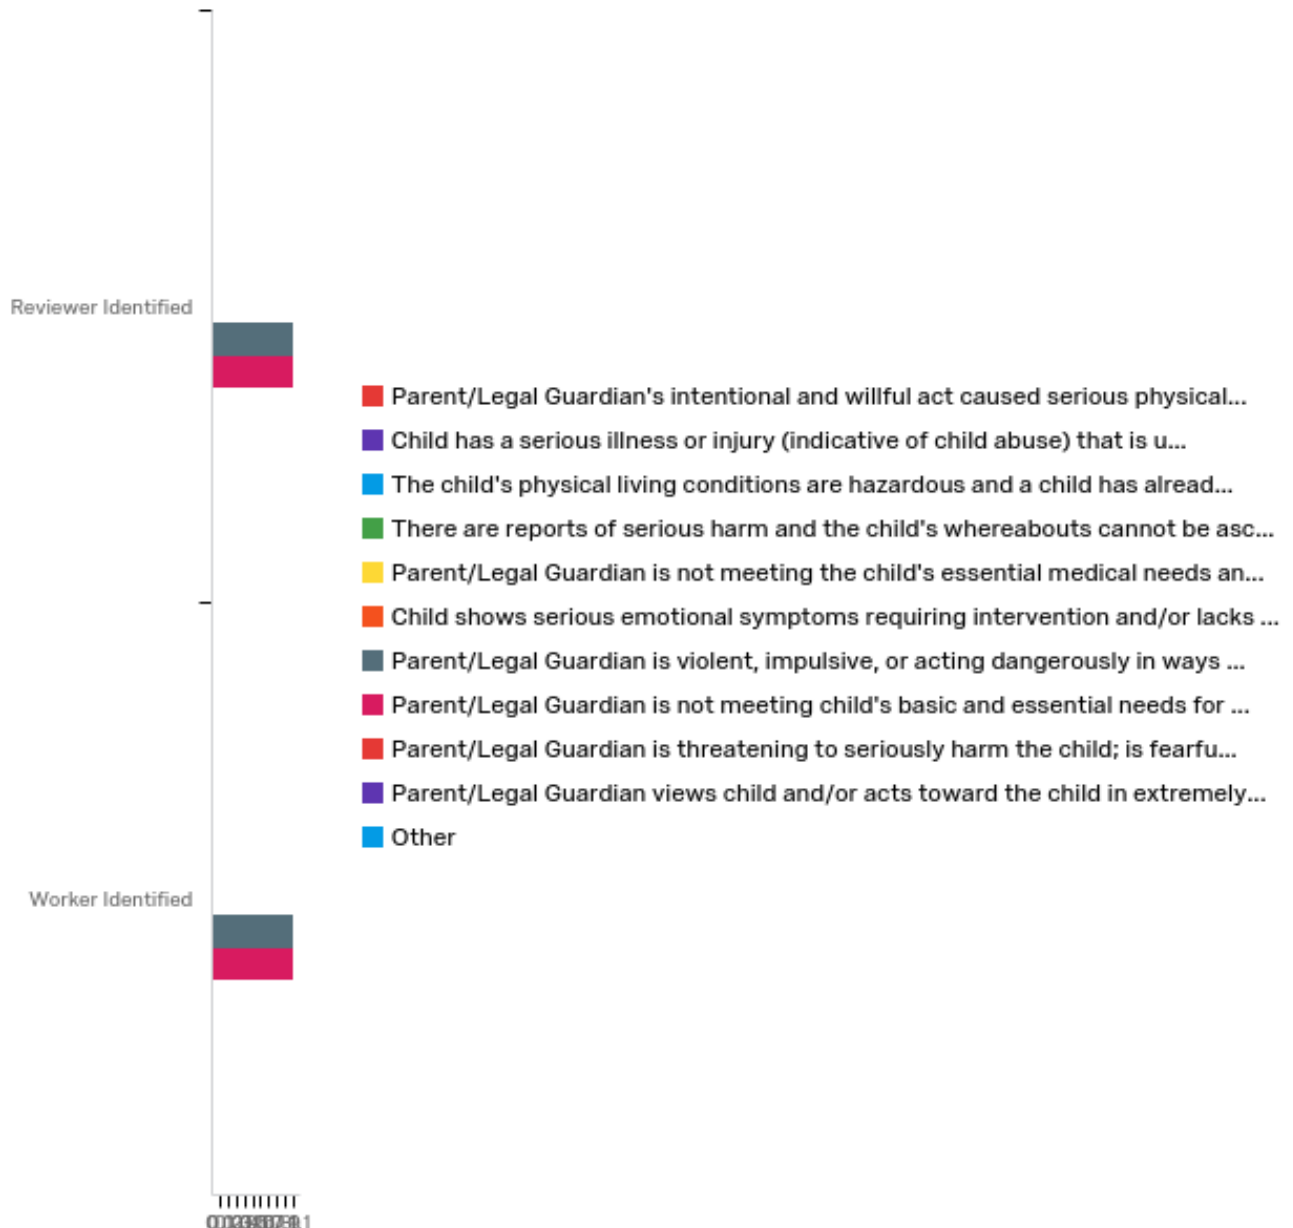 Reviewer Identified
Parent/Legal Guardian's intentional and willful act caused serious physical...
Child has a serious illness or injury (indicative of child abuse) that is u...
The child's physical living conditions are hazardous and a child has alread...
There are reports of serious harm and the child's whereabouts cannot be asc...
Parent/Legal Guardian is not meeting the child's essential medical needs an...
Child shows serious emotional symptoms requiring intervention and/or lacks ...
Parent/Legal Guardian is violent, impulsive, or acting dangerously in ways ...
Parent/Legal Guardian is not meeting child's basic and essential needs for ...
Parent/Legal Guardian is threatening to seriously harm the child; is fearfu...
Parent/Legal Guardian views child and/or acts toward the child in extremely...
Other
Worker Identified